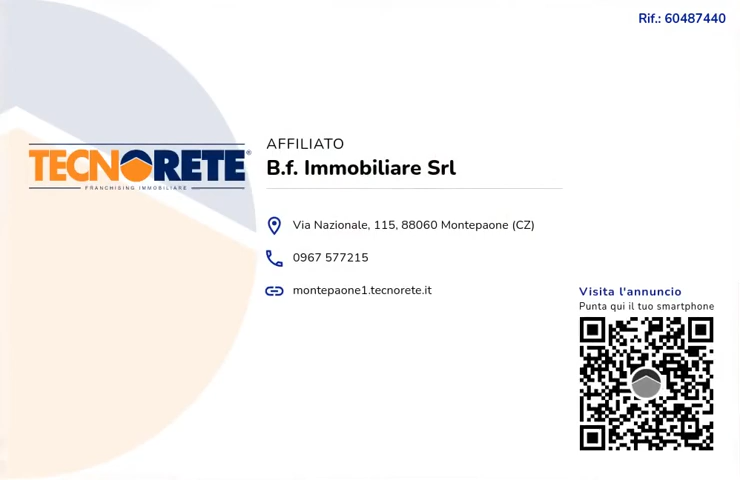 Rif.: 60487440
AFFILIATO
TECNORETE®
B.f. Immobiliare Srl
FRANCHISING IMMOBILIARE
Via Nazionale, 115, 88060 Montepaone (CZ)
0967 577215
montepaone1.tecnorete.it
Visita l'annuncio
Punta qui il tuo smartphone